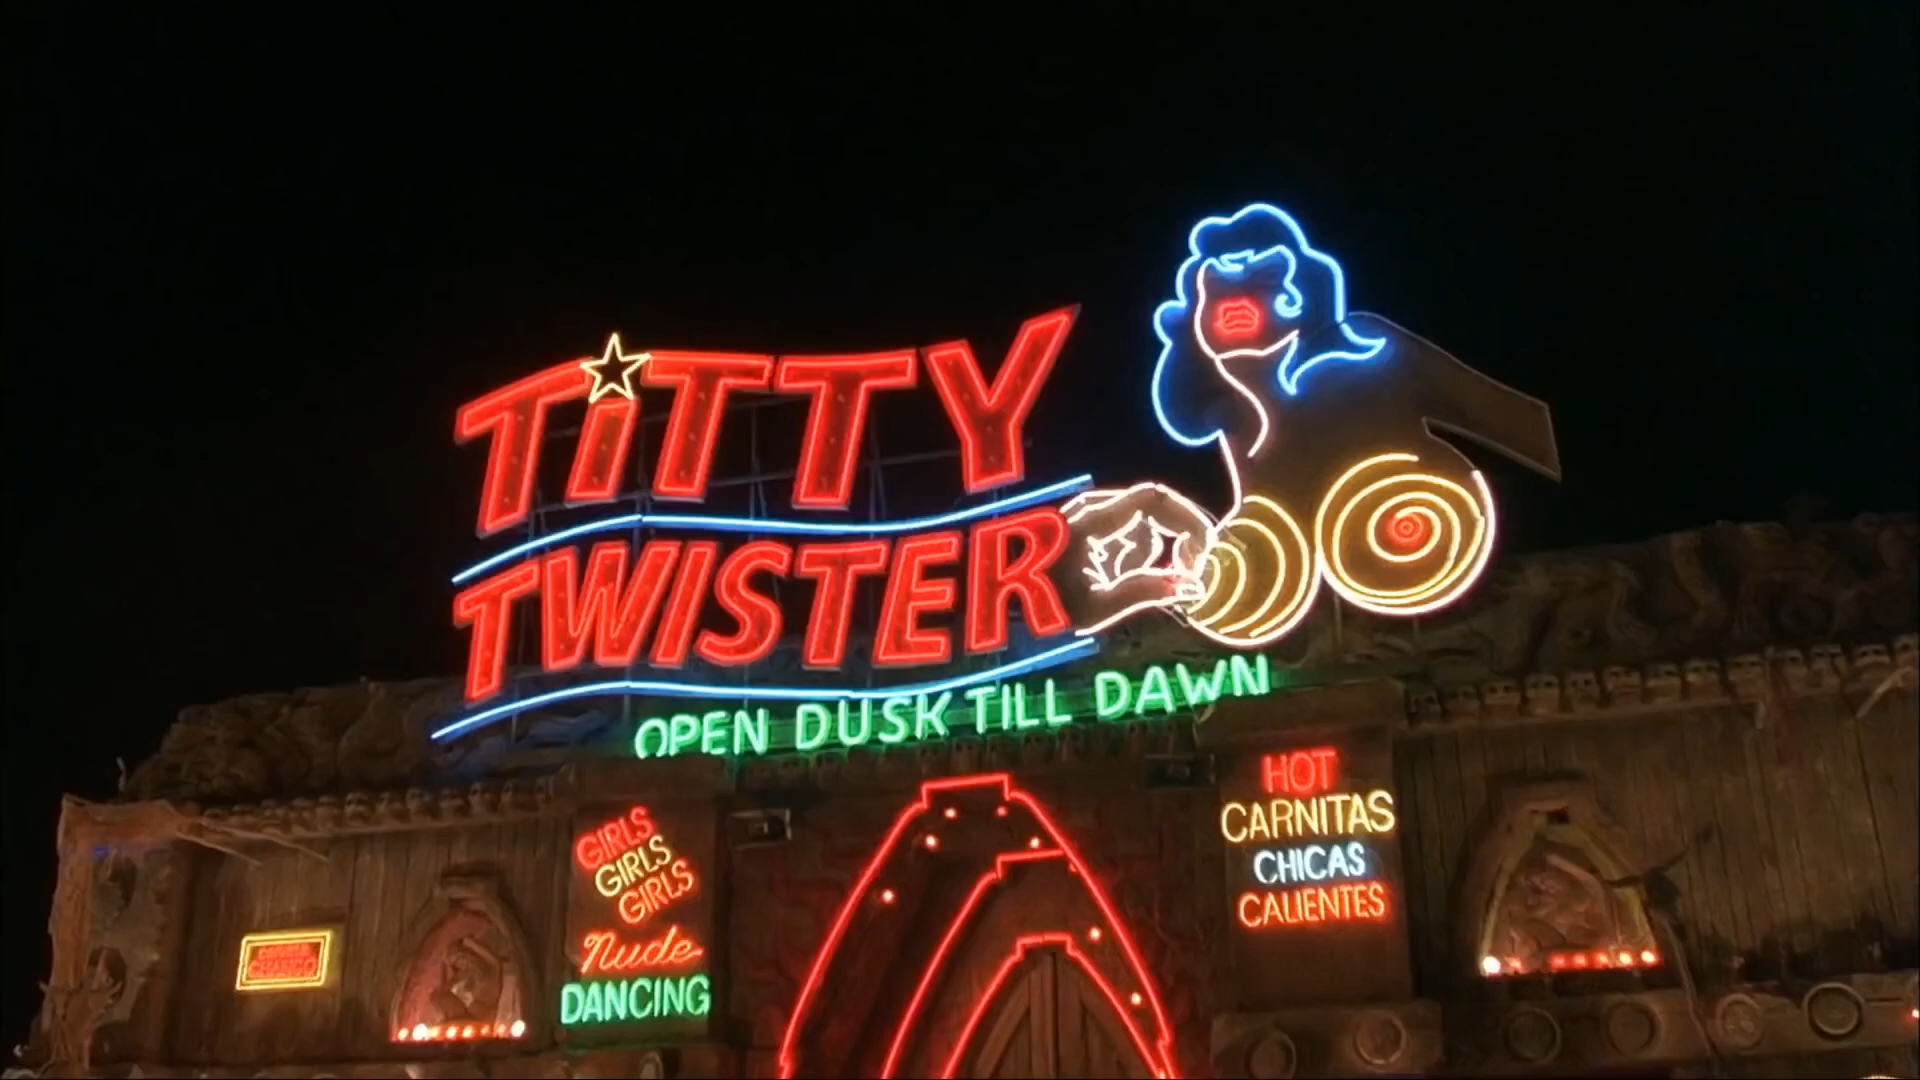 TiTTY
TWISTER
OPEN DUSK TILL DAWN
GIRLS
GIRLS
GIRLS
Nude
DANCING
HOT
CARNITAS
CHICAS
CALIENTES